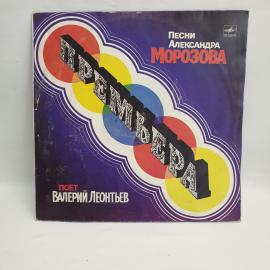 Песни
Александра
Морозова
ПРЕМЬЕРА
ПОЕТ
Валерий Леонтьев